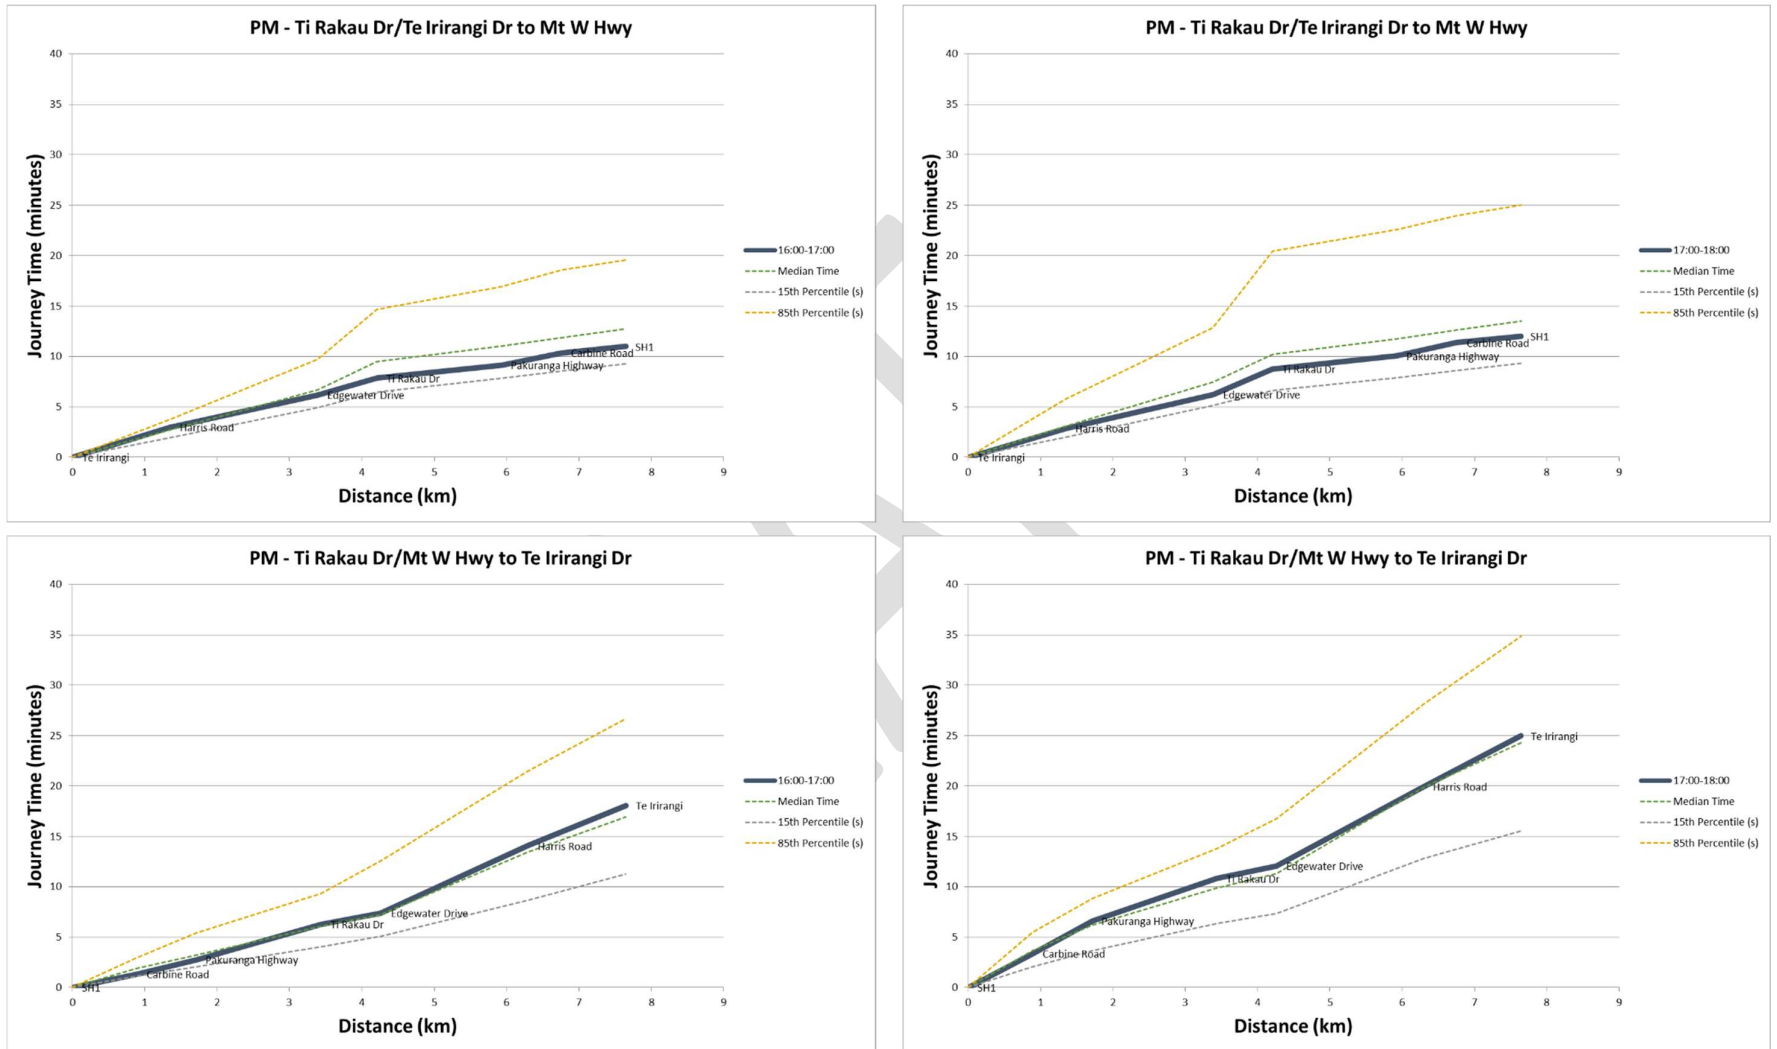 PM - Ti Rakau Dr/Te Irirangi Dr to Mt W Hwy
Journey Time (minutes)
40
35
30
25
20
15
10
5
0
Te Irirangi
Harris Road
Edgewater Drive
Ti Rakau Dr
Pakuranga Highway
Carbine Road
SH1
0 1 2 3 4 5 6 7 8 9
Distance (km)
16:00-17:00
Median Time
15th Percentile (s)
85th Percentile (s)
PM - Ti Rakau Dr/Te Irirangi Dr to Mt W Hwy
Journey Time (minutes)
40
35
30
25
20
15
10
5
0
Te Irirangi
Harris Road
Edgewater Drive
Ti Rakau Dr
Pakuranga Highway
Carbine Road
SH1
0 1 2 3 4 5 6 7 8 9
Distance (km)
17:00-18:00
Median Time
15th Percentile (s)
85th Percentile (s)
PM - Ti Rakau Dr/Mt W Hwy to Te Irirangi Dr
Journey Time (minutes)
40
35
30
25
20
15
10
5
0
SH1
Carbine Road
Pakuranga Highway
Ti Rakau Dr
Edgewater Drive
Harris Road
Te Irirangi
0 1 2 3 4 5 6 7 8 9
Distance (km)
16:00-17:00
Median Time
15th Percentile (s)
85th Percentile (s)
PM - Ti Rakau Dr/Mt W Hwy to Te Irirangi Dr
Journey Time (minutes)
40
35
30
25
20
15
10
5
0
SH1
Carbine Road
Pakuranga Highway
Ti Rakau Dr
Edgewater Drive
Harris Road
Te Irirangi
0 1 2 3 4 5 6 7 8 9
Distance (km)
17:00-18:00
Median Time
15th Percentile (s)
85th Percentile (s)